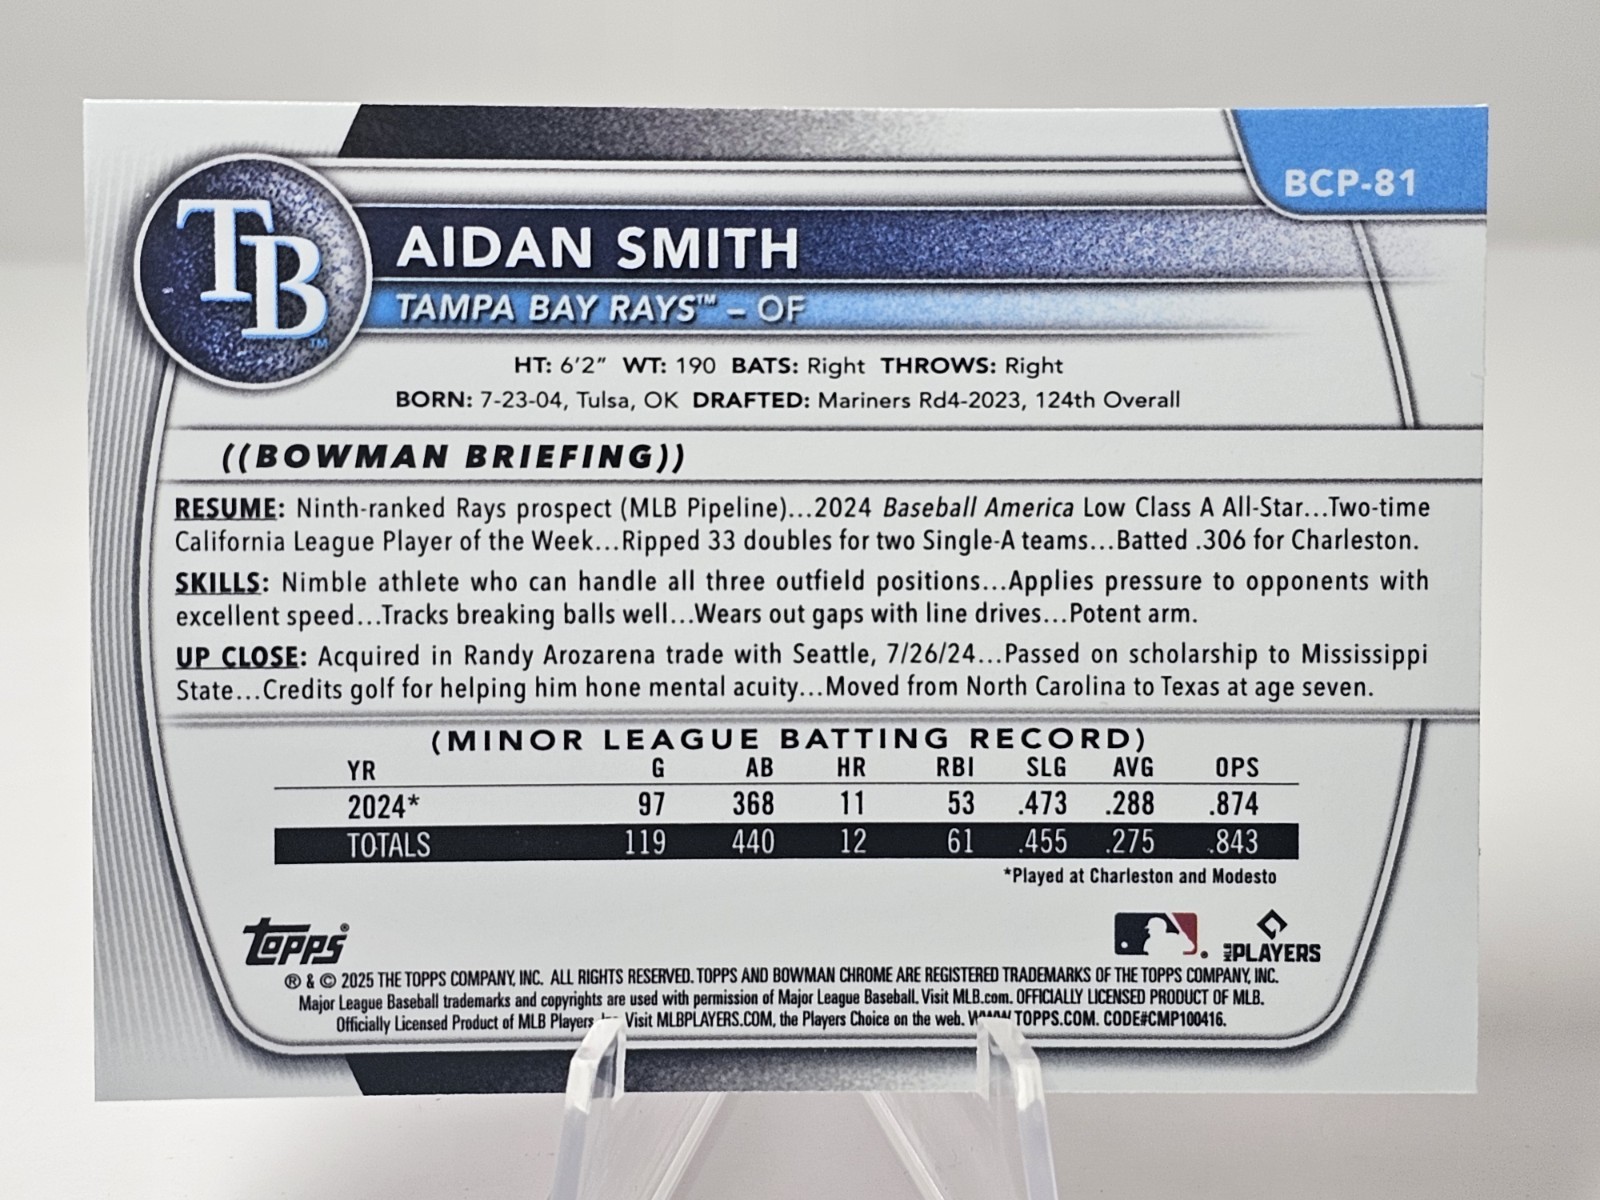 BCP-81
TB™
AIDAN SMITH
TAMPA BAY RAYS™ – OF
HT: 6'2" WT: 190 BATS: Right THROWS: Right
BORN: 7-23-04, Tulsa, OK DRAFTED: Mariners Rd4-2023, 124th Overall
((BOWMAN BRIEFING))
RESUME: Ninth-ranked Rays prospect (MLB Pipeline)...2024 Baseball America Low Class A All-Star...Two-time
California League Player of the Week...Ripped 33 doubles for two Single-A teams...Batted .306 for Charleston.
SKILLS: Nimble athlete who can handle all three outfield positions...Applies pressure to opponents with
excellent speed...Tracks breaking balls well...Wears out gaps with line drives...Potent arm.
UP CLOSE: Acquired in Randy Arozarena trade with Seattle, 7/26/24...Passed on scholarship to Mississippi
State...Credits golf for helping him hone mental acuity...Moved from North Carolina to Texas at age seven.
(MINOR LEAGUE BATTING RECORD)
YR G AB HR RBI SLG AVG OPS
2024* 97 368 11 53 .473 .288 .874
TOTALS 119 440 12 61 .455 .275 .843
*Played at Charleston and Modesto
Topps®
MLB PLAYERS
® & © 2025 THE TOPPS COMPANY, INC. ALL RIGHTS RESERVED. TOPPS AND BOWMAN CHROME ARE REGISTERED TRADEMARKS OF THE TOPPS COMPANY, INC.
Major League Baseball trademarks and copyrights are used with permission of Major League Baseball. Visit MLB.com. OFFICIALLY LICENSED PRODUCT OF MLB.
Officially Licensed Product of MLB Players, Inc. Visit MLBPLAYERS.COM, the Players Choice on the web. WWW.TOPPS.COM. CODE#CMP100416.